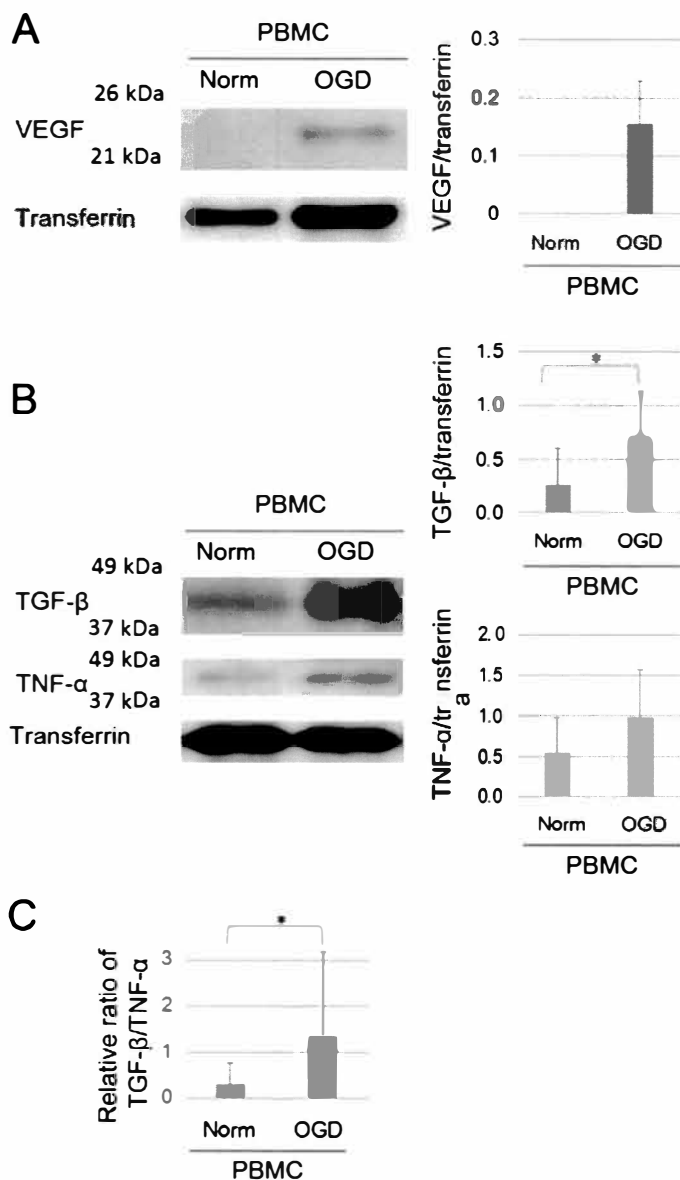 A
PBMC
Norm OGD
26 kDa
VEGF
21 kDa
Transferrin
VEGF/transferrin
0.3
0.2
0.1
0
Norm OGD
PBMC
B
PBMC
Norm OGD
49 kDa
TGF-β
37 kDa
49 kDa
TNF-α
37 kDa
Transferrin
TGF-β/transferrin
1.5
1.0
0.5
0.0
*
Norm OGD
PBMC
TNF-α/tr nsferrin
a
2.0
1.5
1.0
0.5
0.0
Norm OGD
PBMC
C
Relative ratio of
TGF-β/TNF-α
3
2
1
0
*
Norm OGD
PBMC